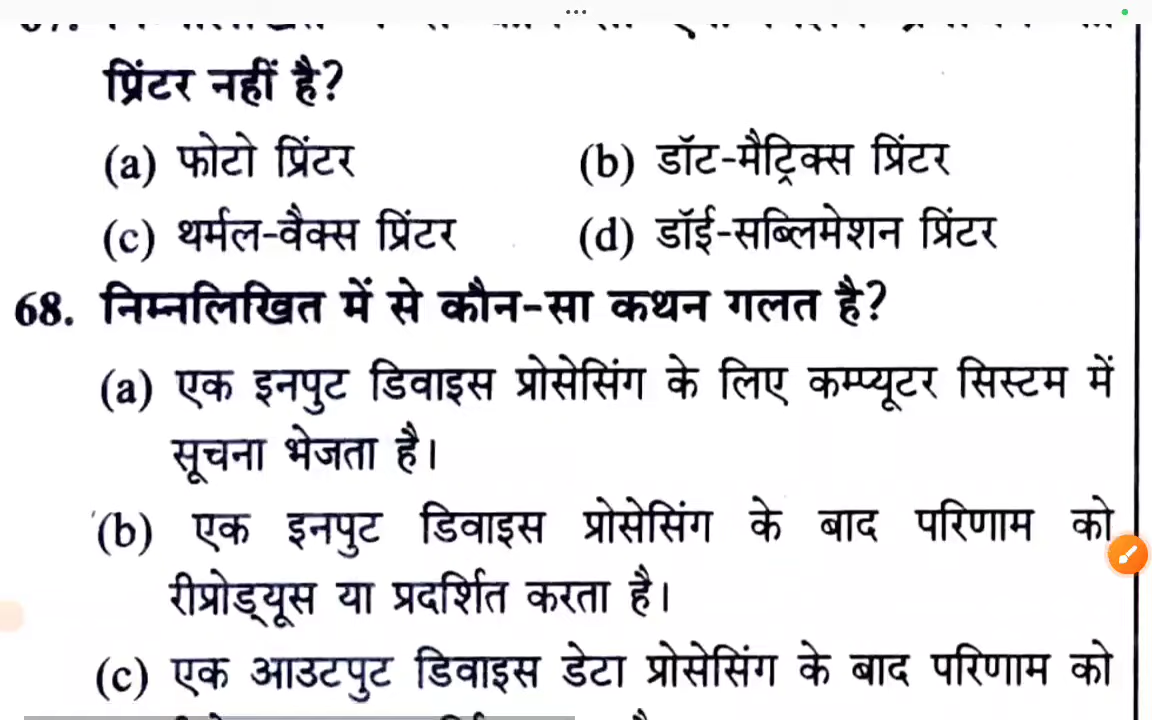 प्रिंटर नहीं है?
(a) फोटो प्रिंटर (b) डॉट-मैट्रिक्स प्रिंटर
(c) थर्मल-वैक्स प्रिंटर (d) डॉई-सब्लिमेशन प्रिंटर
68. निम्नलिखित में से कौन-सा कथन गलत है?
(a) एक इनपुट डिवाइस प्रोसेसिंग के लिए कम्प्यूटर सिस्टम में
सूचना भेजता है।
(b) एक इनपुट डिवाइस प्रोसेसिंग के बाद परिणाम को
रीप्रोड्यूस या प्रदर्शित करता है।
(c) एक आउटपुट डिवाइस डेटा प्रोसेसिंग के बाद परिणाम को